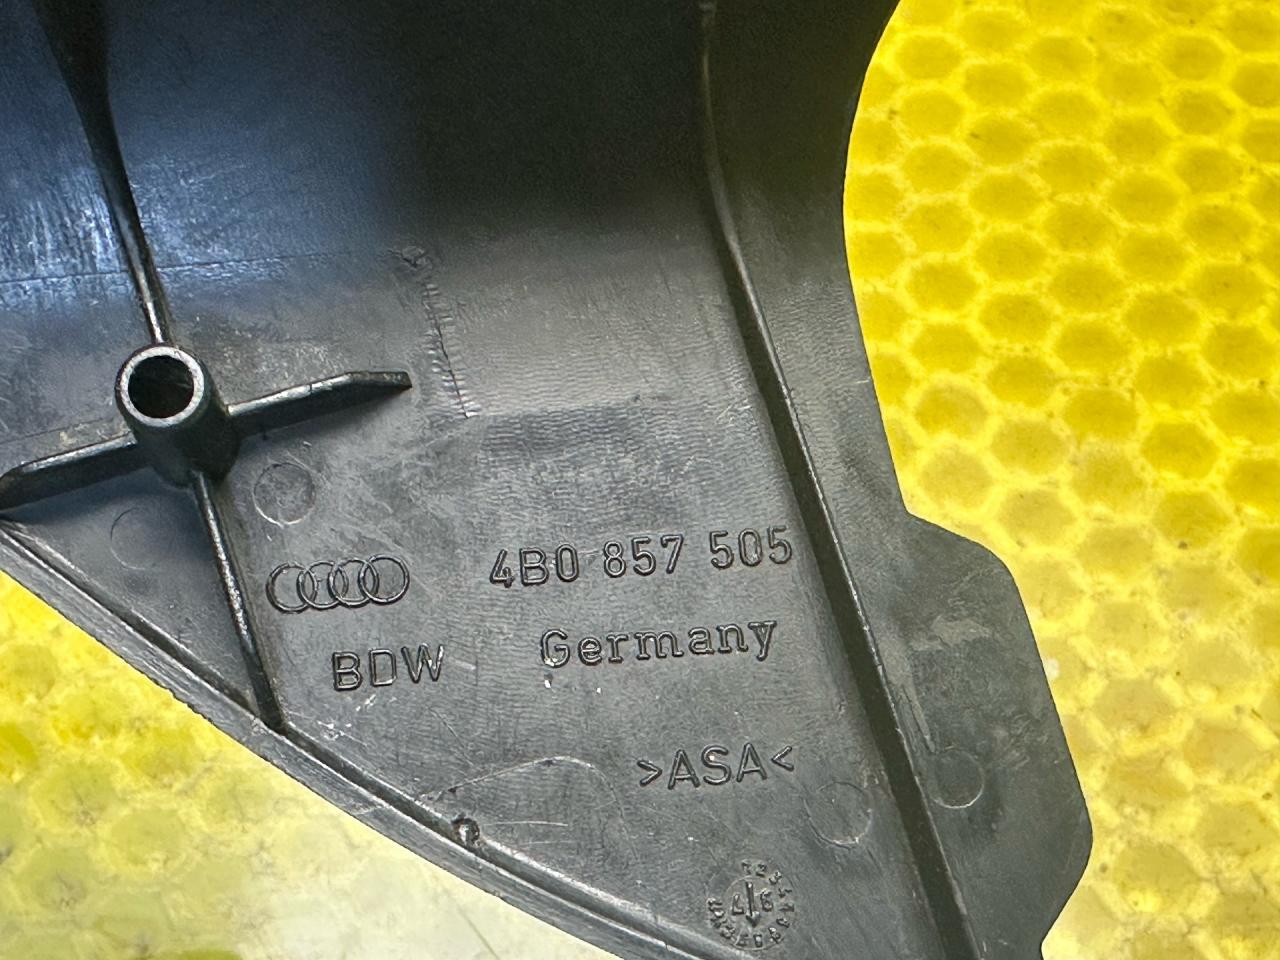 4B0 857 505
BDW Germany
>ASA<